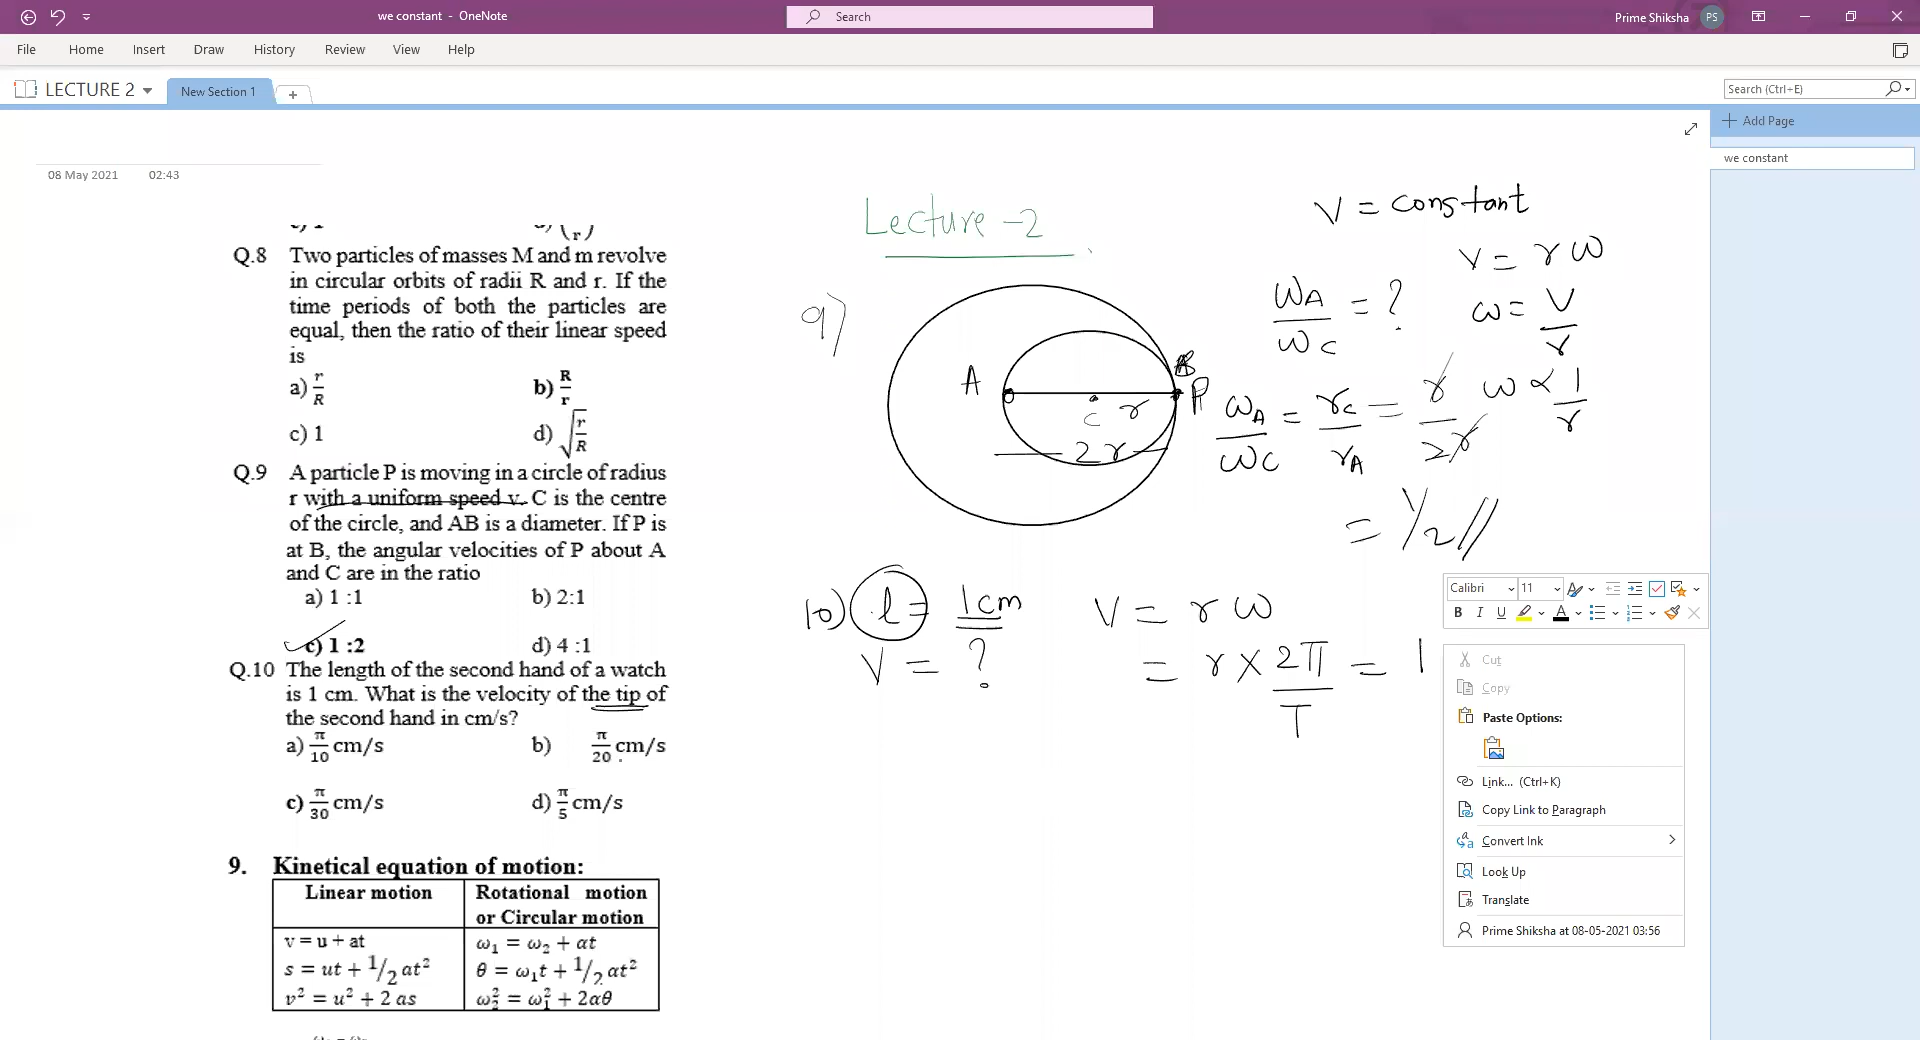 we constant - OneNote
Search
Prime Shiksha
PS
File Home Insert Draw History Review View Help
LECTURE 2
New Section 1
+
Search (Ctrl+E)
Add Page
we constant
08 May 2021 02:43
Q.8 Two particles of masses M and m revolve
in circular orbits of radii R and r. If the
time periods of both the particles are
equal, then the ratio of their linear speed
is
a) r/R b) R/r
c) 1 d) √(r/R)
Q.9 A particle P is moving in a circle of radius
r with a uniform speed v. C is the centre
of the circle, and AB is a diameter. If P is
at B, the angular velocities of P about A
and C are in the ratio
a) 1 :1 b) 2:1
c) 1 :2 d) 4 :1
Q.10 The length of the second hand of a watch
is 1 cm. What is the velocity of the tip of
the second hand in cm/s?
a) π/10 cm/s b) π/20 cm/s
c) π/30 cm/s d) π/5 cm/s
9. Kinetical equation of motion:
Linear motion
Rotational motion
or Circular motion
v = u + at
s = ut + 1/2 at²
v² = u² + 2 as
ω₁ = ω₂ + αt
θ = ω₁t + 1/2 αt²
ω₂² = ω₁² + 2αθ
Lecture -2
9)
A
C r
2r
B
P
V = constant
v = rω
ωA/ωC = ?
ω = V/r
ω ∝ 1/r
ωA/ωC = rC/rA = r/2r
= 1/2 //
10) l = 1cm
V = ?
V = rω
= r × 2π/T = 1
Calibri 11
B I U A
Cut
Copy
Paste Options:
Link... (Ctrl+K)
Copy Link to Paragraph
Convert Ink
Look Up
Translate
Prime Shiksha at 08-05-2021 03:56